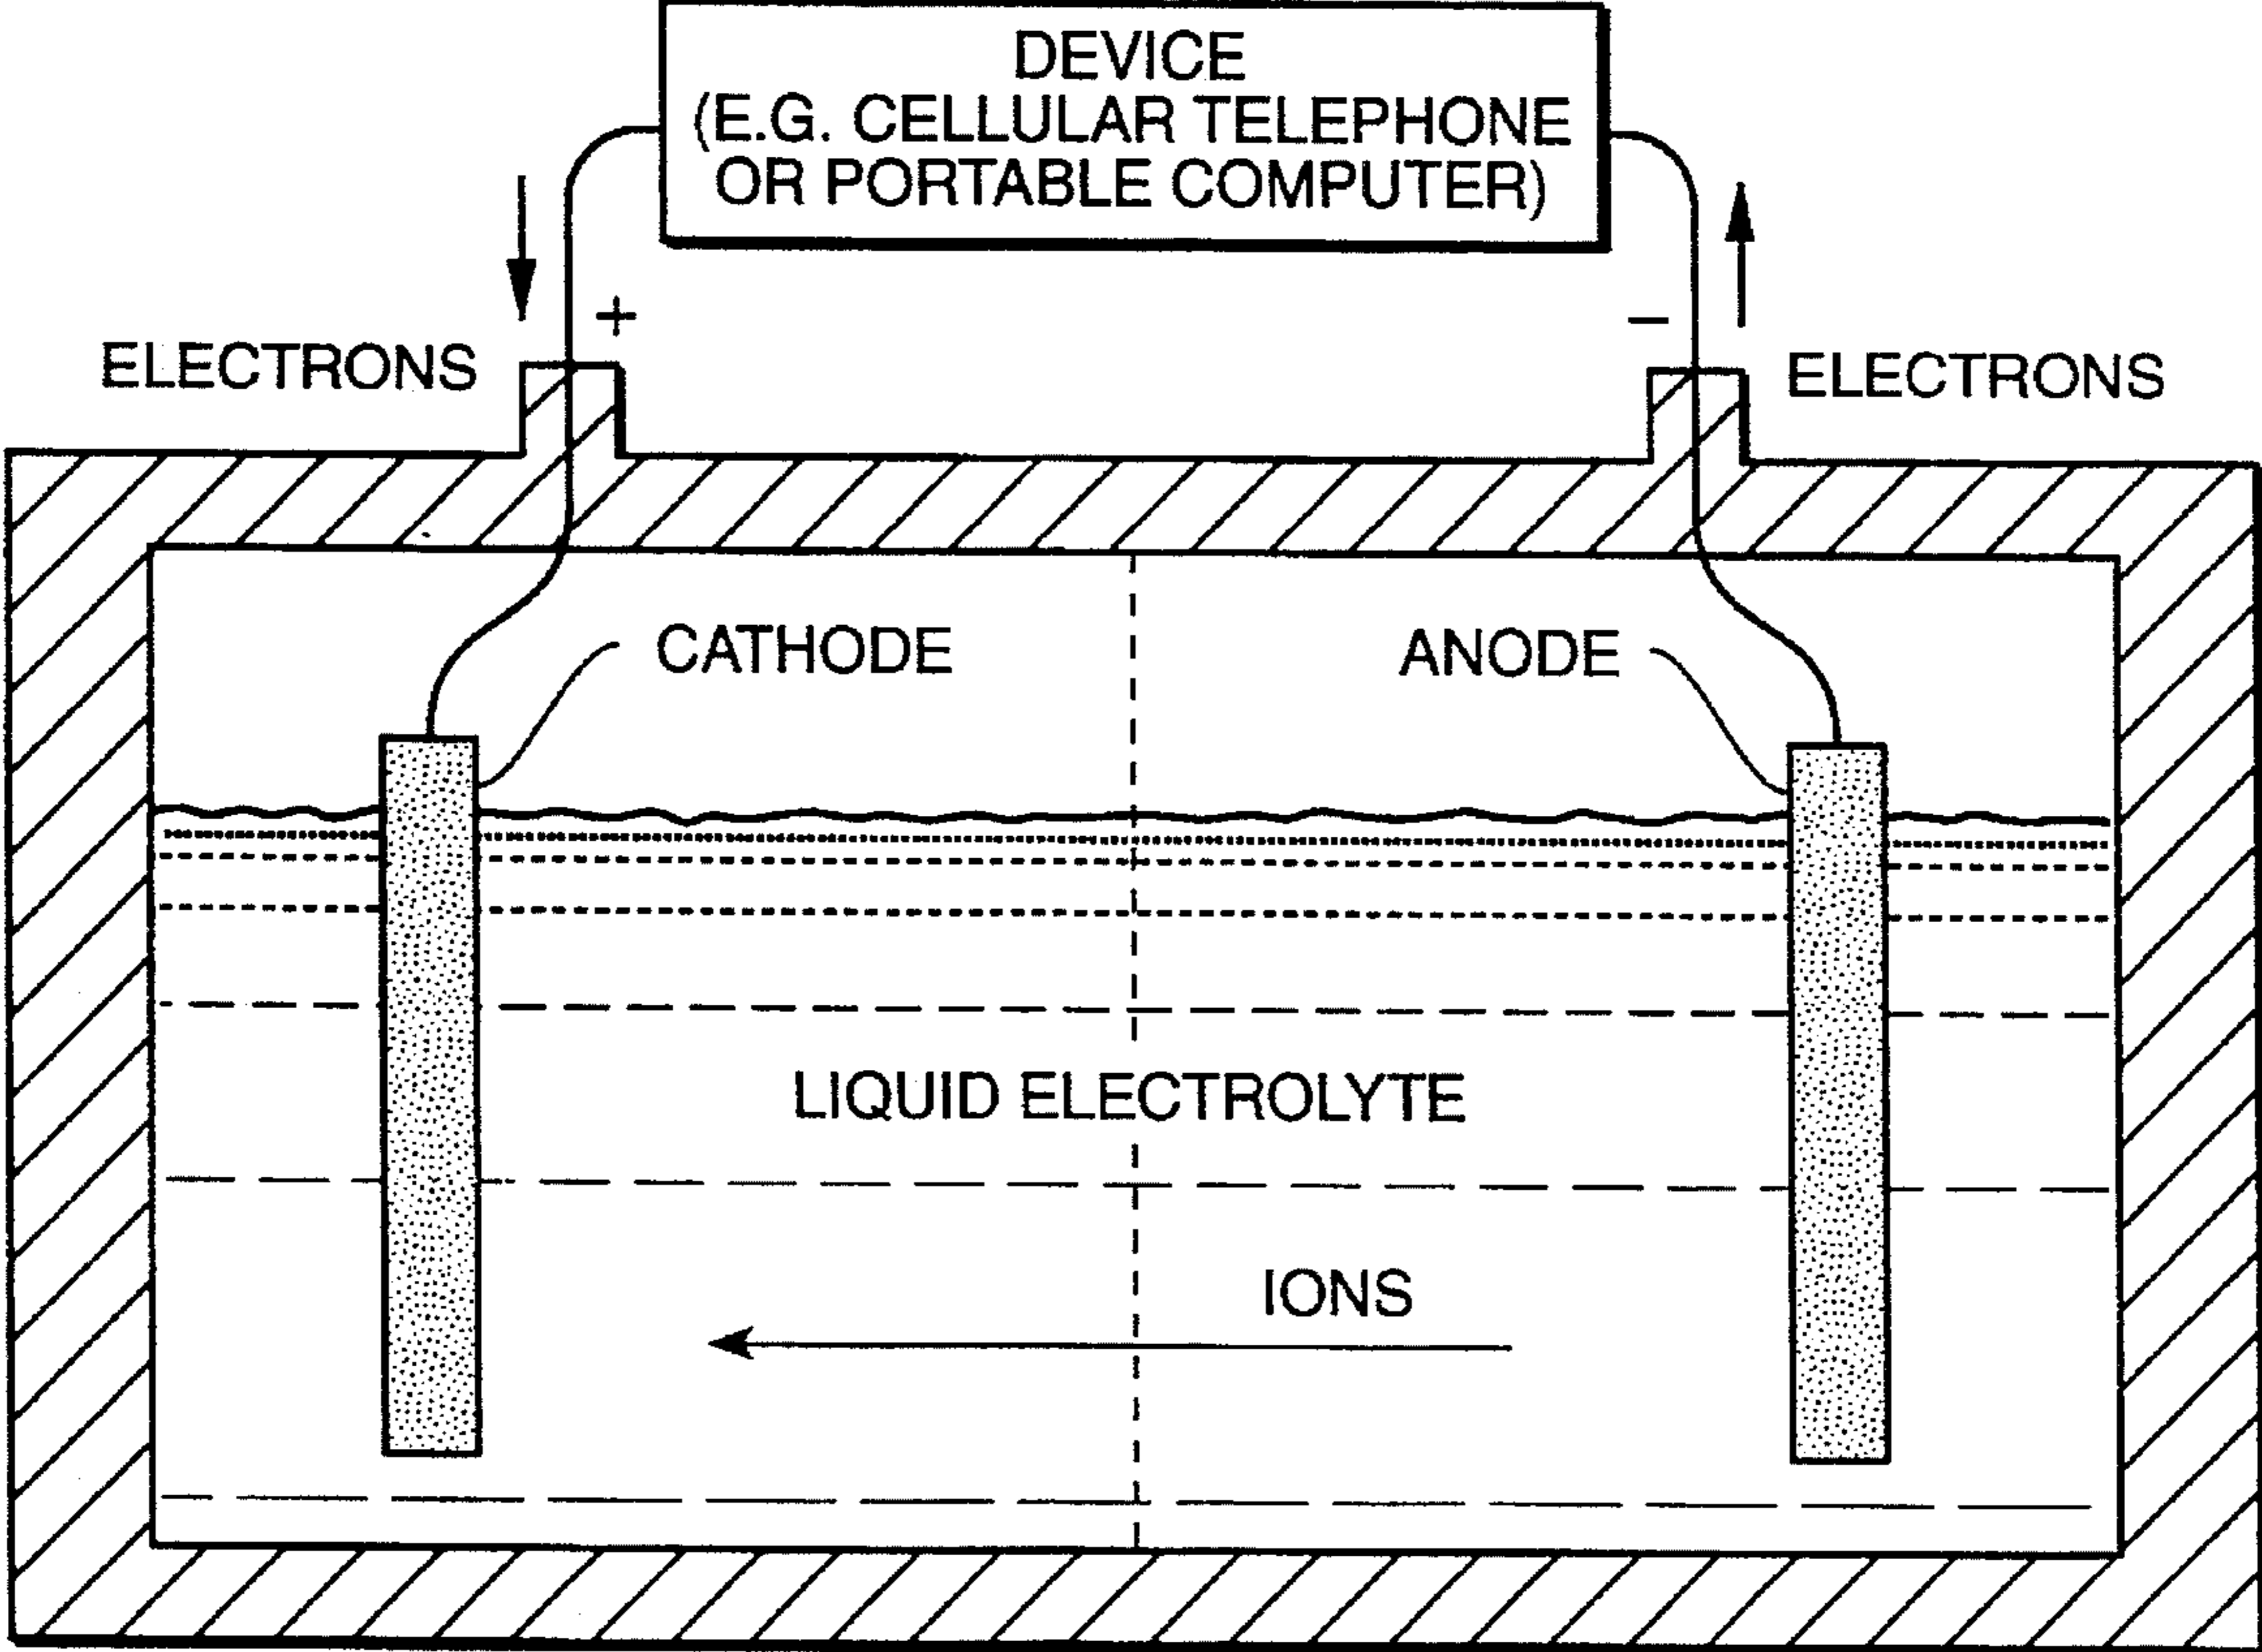 DEVICE
(E.G. CELLULAR TELEPHONE
OR PORTABLE COMPUTER)
+
−
ELECTRONS
ELECTRONS
CATHODE
ANODE
LIQUID ELECTROLYTE
IONS